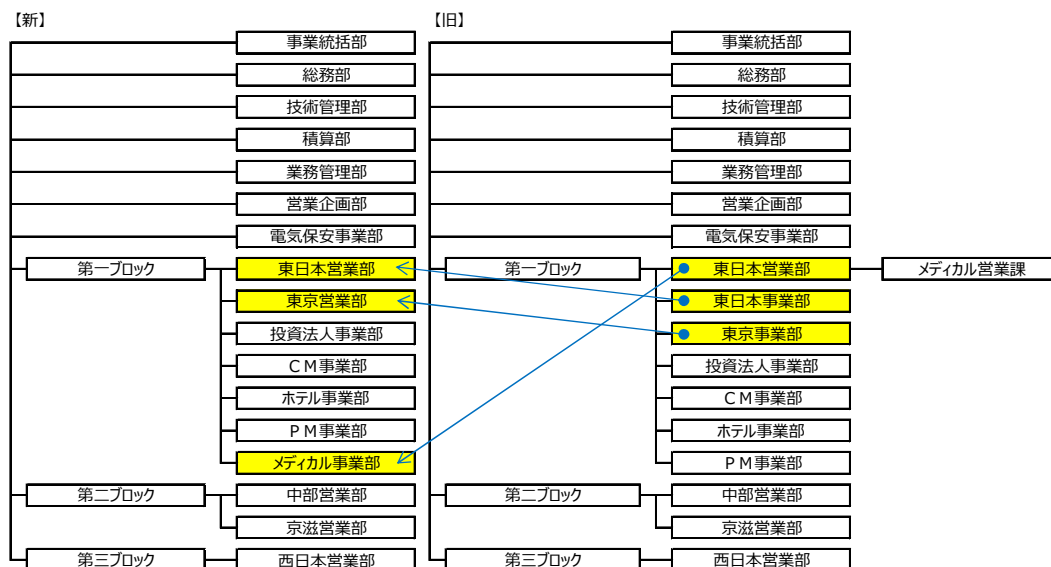 【新】
事業統括部
総務部
技術管理部
積算部
業務管理部
営業企画部
電気保安事業部
第一ブロック
東日本営業部
東京営業部
投資法人事業部
ＣＭ事業部
ホテル事業部
ＰＭ事業部
メディカル事業部
第二ブロック
中部営業部
京滋営業部
第三ブロック
西日本営業部
【旧】
事業統括部
総務部
技術管理部
積算部
業務管理部
営業企画部
電気保安事業部
第一ブロック
東日本営業部
メディカル営業課
東日本事業部
東京事業部
投資法人事業部
ＣＭ事業部
ホテル事業部
ＰＭ事業部
第二ブロック
中部営業部
京滋営業部
第三ブロック
西日本営業部